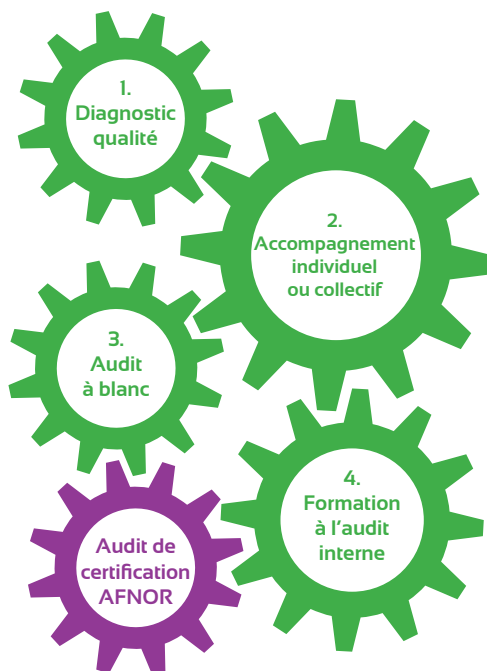 1.
Diagnostic
qualité
2.
Accompagnement
individuel
ou collectif
3.
Audit
à blanc
4.
Formation
à l'audit
interne
Audit de
certification
AFNOR